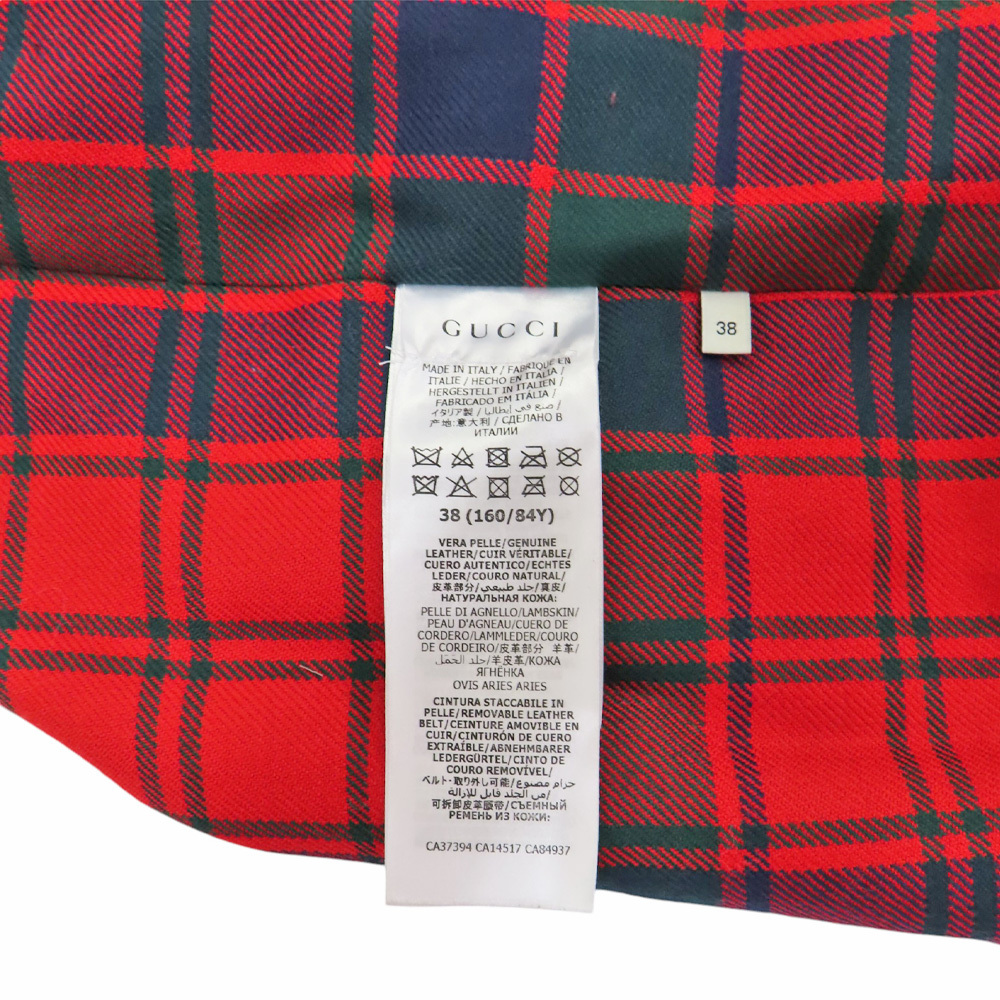 GUCCI
MADE IN ITALY / FABRIQUÉ EN
ITALIE / HECHO EN ITALIA /
HERGESTELLT IN ITALIEN /
FABRICADO EM ITÁLIA /
イタリア製 / صنع في إيطاليا /
产地:意大利 / СДЕЛАНО В
ИТАЛИИ
38 (160/84Y)
VERA PELLE/GENUINE
LEATHER/CUIR VÉRITABLE/
CUERO AUTENTICO/ECHTES
LEDER/COURO NATURAL/
皮革部分/جلد طبيعي/真皮/
НАТУРАЛЬНАЯ КОЖА:
PELLE DI AGNELLO/LAMBSKIN/
PEAU D'AGNEAU/CUERO DE
CORDERO/LAMMLEDER/COURO
DE CORDEIRO/皮革部分 羊革/
جلد الحَمَل/羊皮革/КОЖА
ЯГНЁНКА
OVIS ARIES ARIES
CINTURA STACCABILE IN
PELLE/REMOVABLE LEATHER
BELT/CEINTURE AMOVIBLE EN
CUIR/CINTURÓN DE CUERO
EXTRAÍBLE/ABNEHMBARER
LEDERGÜRTEL/CINTO DE
COURO REMOVÍVEL/
ベルト・取り外し可能/حزام مصنوع
من الجلد قابل للإزالة/
可拆卸皮革腰带/СЪЕМНЫЙ
РЕМЕНЬ ИЗ КОЖИ:
CA37394 CA14517 CA84937
38